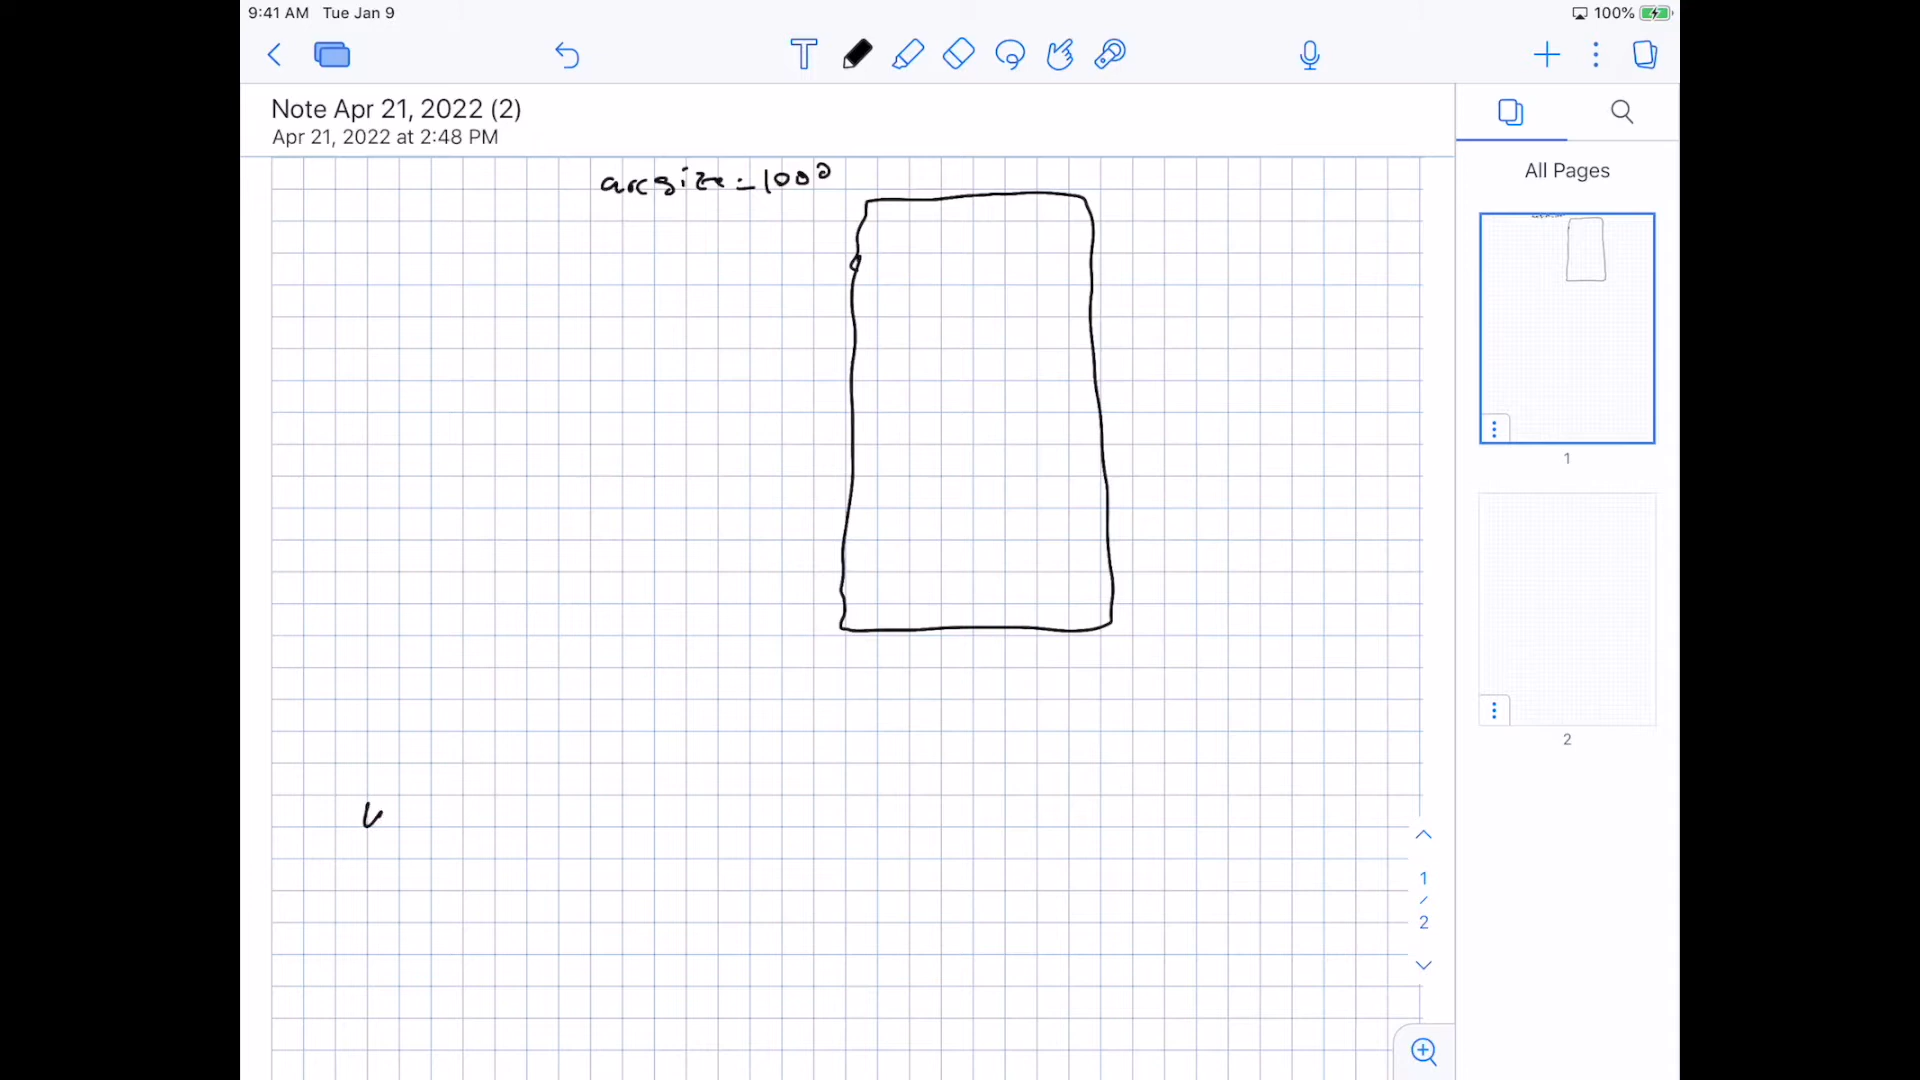 9:41 AM Tue Jan 9
100%
T
Note Apr 21, 2022 (2)
Apr 21, 2022 at 2:48 PM
All Pages
arcsize=1000
1
2
1
/
2